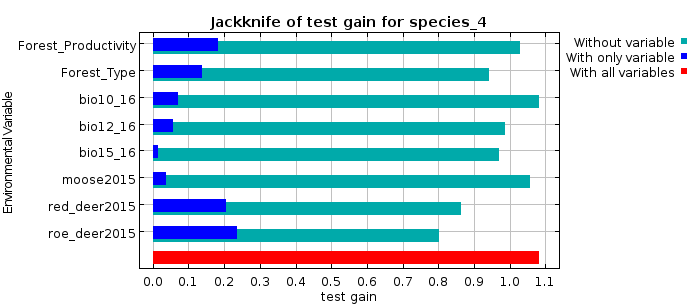 Jackknife of test gain for species_4
Environmental Variable
Forest_Productivity
Forest_Type
bio10_16
bio12_16
bio15_16
moose2015
red_deer2015
roe_deer2015
0.0 0.1 0.2 0.3 0.4 0.5 0.6 0.7 0.8 0.9 1.0 1.1
test gain
Without variable
With only variable
With all variables